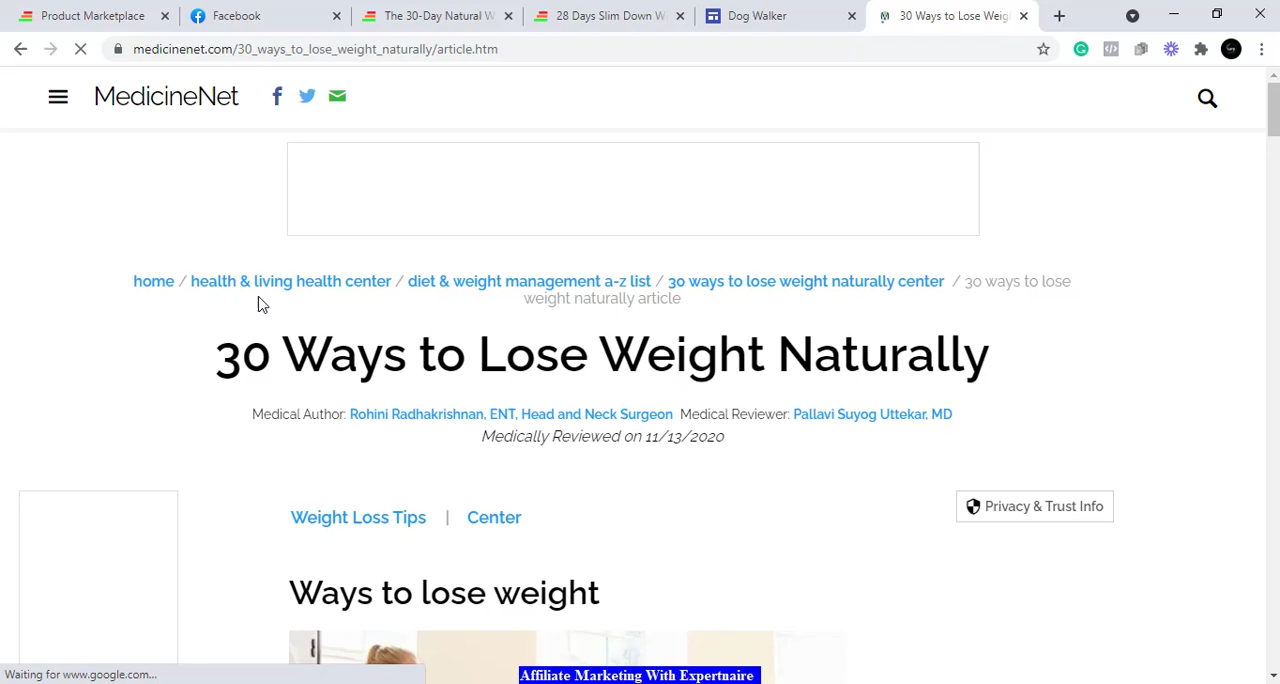 Product Marketplace
Facebook
The 30-Day Natural W
28 Days Slim Down W
Dog Walker
30 Ways to Lose Weig
medicinenet.com/30_ways_to_lose_weight_naturally/article.htm
MedicineNet
home / health & living health center / diet & weight management a-z list / 30 ways to lose weight naturally center / 30 ways to lose
weight naturally article
30 Ways to Lose Weight Naturally
Medical Author: Rohini Radhakrishnan, ENT, Head and Neck Surgeon Medical Reviewer: Pallavi Suyog Uttekar, MD
Medically Reviewed on 11/13/2020
Weight Loss Tips | Center
Privacy & Trust Info
Ways to lose weight
Waiting for www.google.com...
Affiliate Marketing With Expertnaire